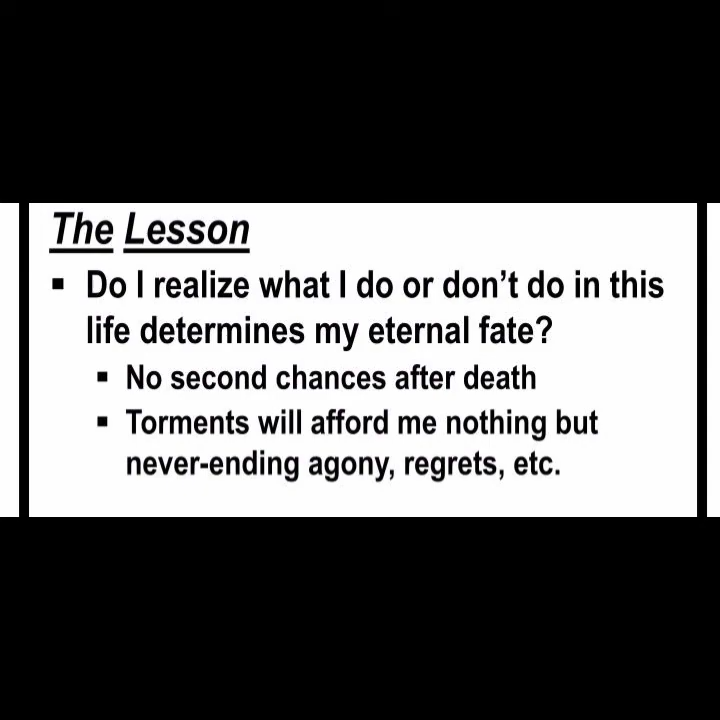 The Lesson
▪ Do I realize what I do or don't do in this
life determines my eternal fate?
▪ No second chances after death
▪ Torments will afford me nothing but
never-ending agony, regrets, etc.